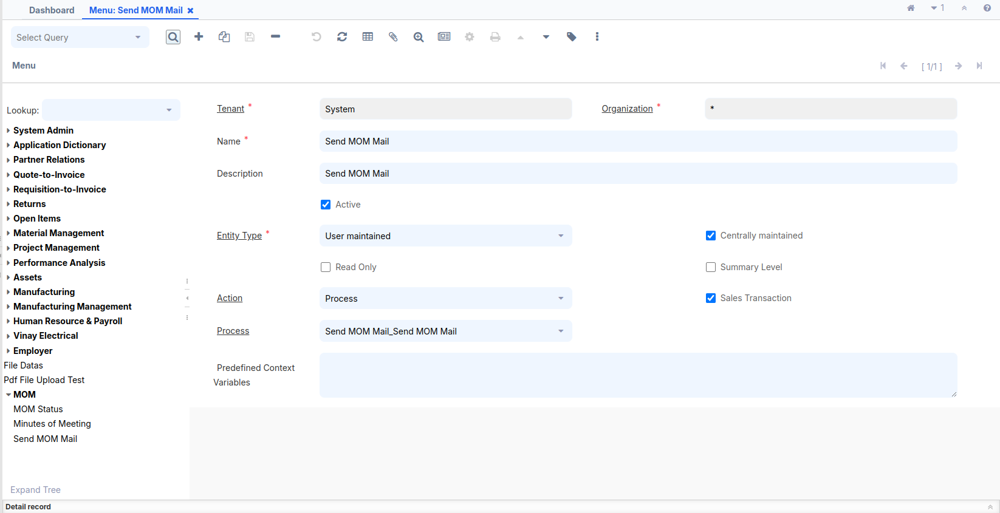 Dashboard
Menu: Send MOM Mail
1
Select Query
Menu
[ 1/1 ]
Lookup:
System Admin
Application Dictionary
Partner Relations
Quote-to-Invoice
Requisition-to-Invoice
Returns
Open Items
Material Management
Project Management
Performance Analysis
Assets
Manufacturing
Manufacturing Management
Human Resource & Payroll
Vinay Electrical
Employer
File Datas
Pdf File Upload Test
MOM
MOM Status
Minutes of Meeting
Send MOM Mail
Expand Tree
Tenant * System Organization * *
Name * Send MOM Mail
Description Send MOM Mail
Active
Entity Type * User maintained Centrally maintained
Read Only Summary Level
Action Process Sales Transaction
Process Send MOM Mail_Send MOM Mail
Predefined Context
Variables
Detail record